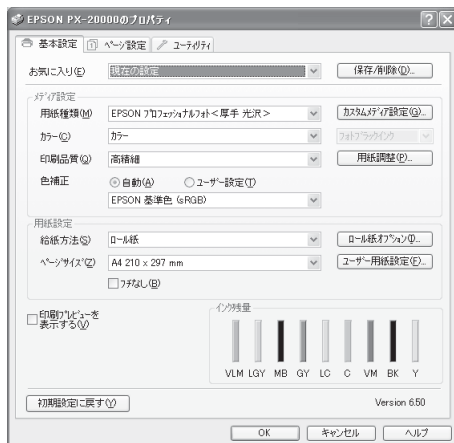 EPSON PX-20000のプロパティ
基本設定 ページ設定 ユーティリティ
お気に入り(E) 現在の設定 保存/削除(D)...
メディア設定
用紙種類(M) EPSON プロフェッショナルフォト<厚手 光沢> カスタムメディア設定(G)...
カラー(C) カラー フォトブラックインク
印刷品質(Q) 高精細 用紙調整(P)...
色補正 自動(A) ユーザー設定(T)
EPSON 基準色 (sRGB)
用紙設定
給紙方法(S) ロール紙 ロール紙オプション(I)...
ページサイズ(Z) A4 210 x 297 mm ユーザー用紙設定(F)...
フチなし(B)
印刷プレビューを
表示する(V)
インク残量
VLM LGY MB GY LC C VM BK Y
初期設定に戻す(Y) Version 6.50
OK キャンセル ヘルプ